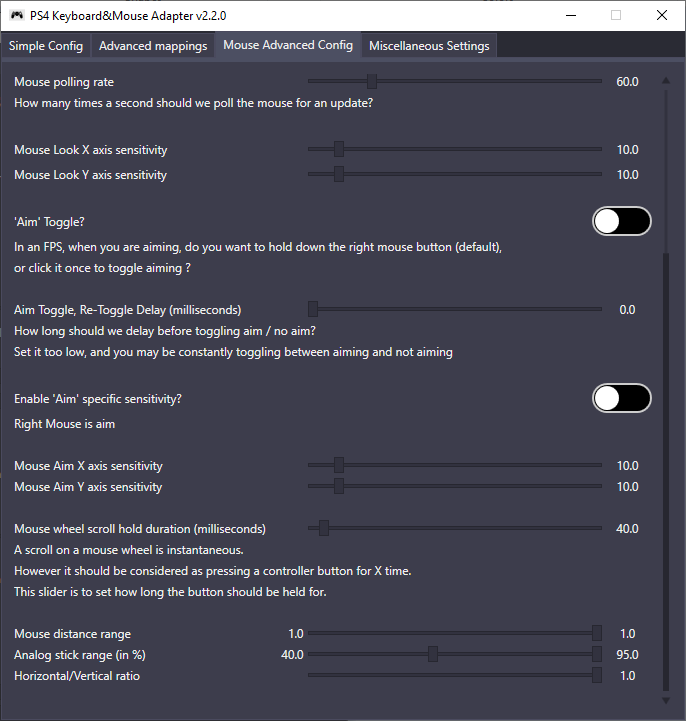 PS4 Keyboard&Mouse Adapter v2.2.0
Simple Config Advanced mappings Mouse Advanced Config Miscellaneous Settings
Mouse polling rate 60.0
How many times a second should we poll the mouse for an update?
Mouse Look X axis sensitivity 10.0
Mouse Look Y axis sensitivity 10.0
'Aim' Toggle?
In an FPS, when you are aiming, do you want to hold down the right mouse button (default),
or click it once to toggle aiming ?
Aim Toggle, Re-Toggle Delay (milliseconds) 0.0
How long should we delay before toggling aim / no aim?
Set it too low, and you may be constantly toggling between aiming and not aiming
Enable 'Aim' specific sensitivity?
Right Mouse is aim
Mouse Aim X axis sensitivity 10.0
Mouse Aim Y axis sensitivity 10.0
Mouse wheel scroll hold duration (milliseconds) 40.0
A scroll on a mouse wheel is instantaneous.
However it should be considered as pressing a controller button for X time.
This slider is to set how long the button should be held for.
Mouse distance range 1.0 1.0
Analog stick range (in %) 40.0 95.0
Horizontal/Vertical ratio 1.0